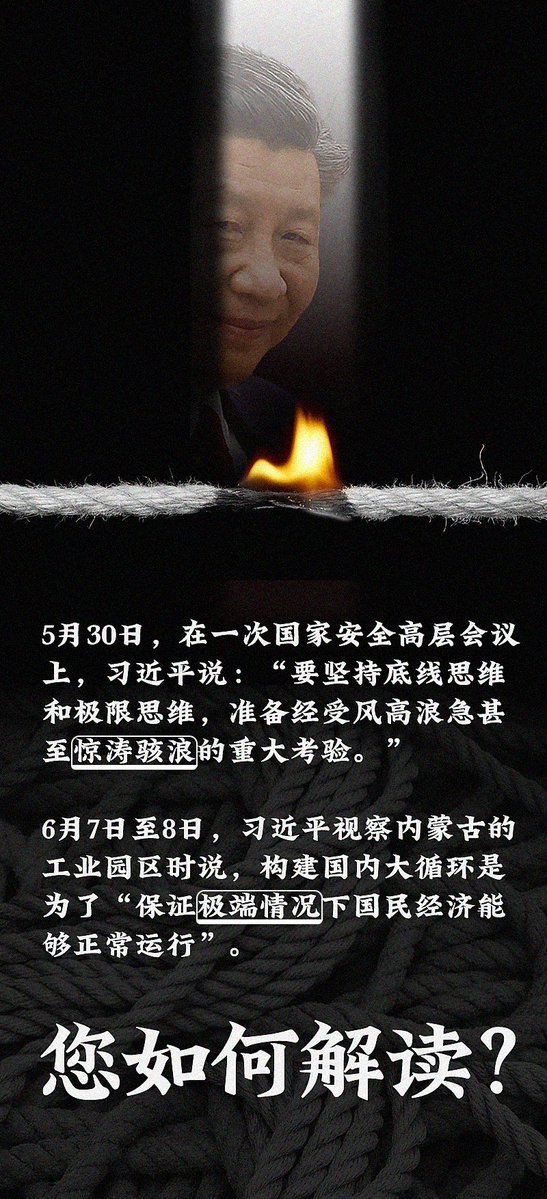 5月30日，在一次国家安全高层会议
上，习近平说：“要坚持底线思维
和极限思维，准备经受风高浪急甚
至惊涛骇浪的重大考验。”
6月7日至8日，习近平视察内蒙古的
工业园区时说，构建国内大循环是
为了“保证极端情况下国民经济能
够正常运行”。
您如何解读？